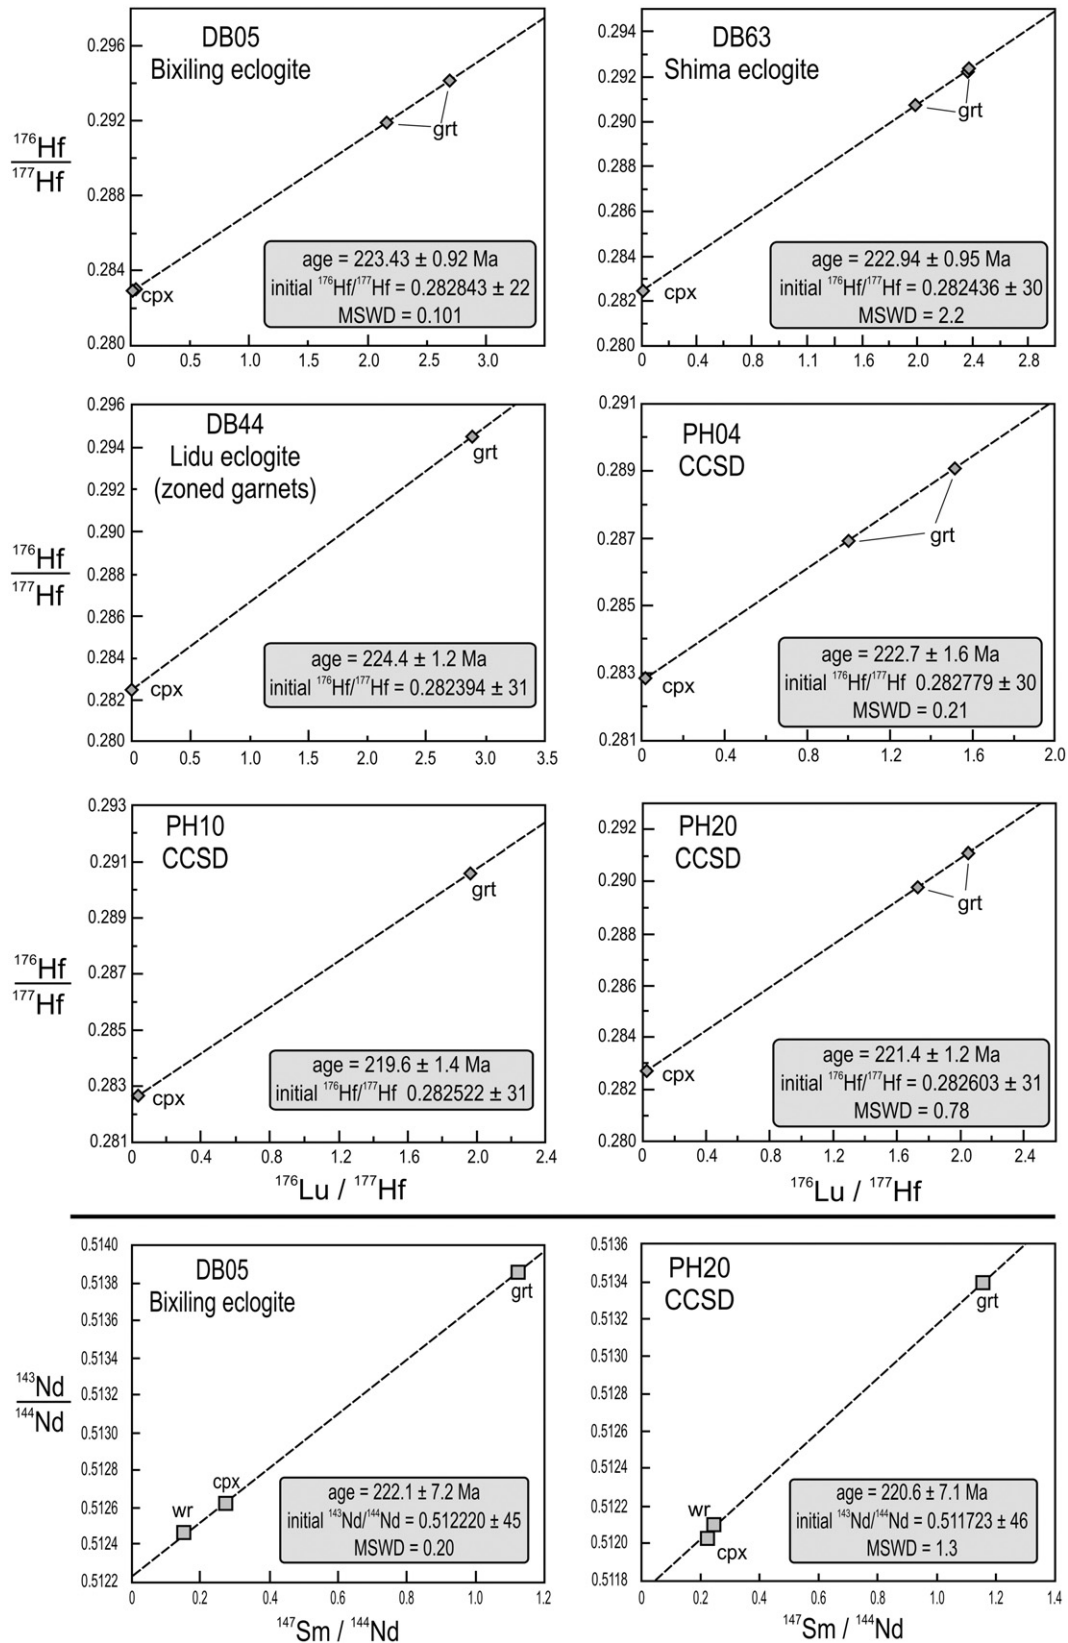 DB05
Bixiling eclogite
¹⁷⁶Hf
¹⁷⁷Hf
0.296
0.292
0.288
0.284
0.280
grt
cpx
age = 223.43 ± 0.92 Ma
initial ¹⁷⁶Hf/¹⁷⁷Hf = 0.282843 ± 22
MSWD = 0.101
0 0.5 1.0 1.5 2.0 2.5 3.0
DB63
Shima eclogite
0.294
0.292
0.290
0.288
0.286
0.284
0.282
0.280
grt
cpx
age = 222.94 ± 0.95 Ma
initial ¹⁷⁶Hf/¹⁷⁷Hf = 0.282436 ± 30
MSWD = 2.2
0 0.4 0.8 1.1 1.6 2.0 2.4 2.8
DB44
Lidu eclogite
(zoned garnets)
¹⁷⁶Hf
¹⁷⁷Hf
0.296
0.294
0.292
0.290
0.288
0.286
0.284
0.282
0.280
grt
cpx
age = 224.4 ± 1.2 Ma
initial ¹⁷⁶Hf/¹⁷⁷Hf = 0.282394 ± 31
0 0.5 1.0 1.5 2.0 2.5 3.0 3.5
PH04
CCSD
0.291
0.289
0.287
0.285
0.283
0.281
grt
cpx
age = 222.7 ± 1.6 Ma
initial ¹⁷⁶Hf/¹⁷⁷Hf 0.282779 ± 30
MSWD = 0.21
0 0.4 0.8 1.2 1.6 2.0
PH10
CCSD
¹⁷⁶Hf
¹⁷⁷Hf
0.293
0.291
0.289
0.287
0.285
0.283
0.281
grt
cpx
age = 219.6 ± 1.4 Ma
initial ¹⁷⁶Hf/¹⁷⁷Hf 0.282522 ± 31
0 0.4 0.8 1.2 1.6 2.0 2.4
¹⁷⁶Lu / ¹⁷⁷Hf
PH20
CCSD
0.292
0.290
0.288
0.286
0.284
0.282
0.280
grt
cpx
age = 221.4 ± 1.2 Ma
initial ¹⁷⁶Hf/¹⁷⁷Hf = 0.282603 ± 31
MSWD = 0.78
0 0.4 0.8 1.2 1.6 2.0 2.4
¹⁷⁶Lu / ¹⁷⁷Hf
DB05
Bixiling eclogite
¹⁴³Nd
¹⁴⁴Nd
0.5140
0.5138
0.5136
0.5134
0.5132
0.5130
0.5128
0.5126
0.5124
0.5122
grt
cpx
wr
age = 222.1 ± 7.2 Ma
initial ¹⁴³Nd/¹⁴⁴Nd = 0.512220 ± 45
MSWD = 0.20
0 0.2 0.4 0.6 0.8 1.0 1.2
¹⁴⁷Sm / ¹⁴⁴Nd
PH20
CCSD
0.5136
0.5134
0.5132
0.5130
0.5128
0.5126
0.5124
0.5122
0.5120
0.5118
grt
wr
cpx
age = 220.6 ± 7.1 Ma
initial ¹⁴³Nd/¹⁴⁴Nd = 0.511723 ± 46
MSWD = 1.3
0 0.2 0.4 0.6 0.8 1.0 1.2 1.4
¹⁴⁷Sm / ¹⁴⁴Nd